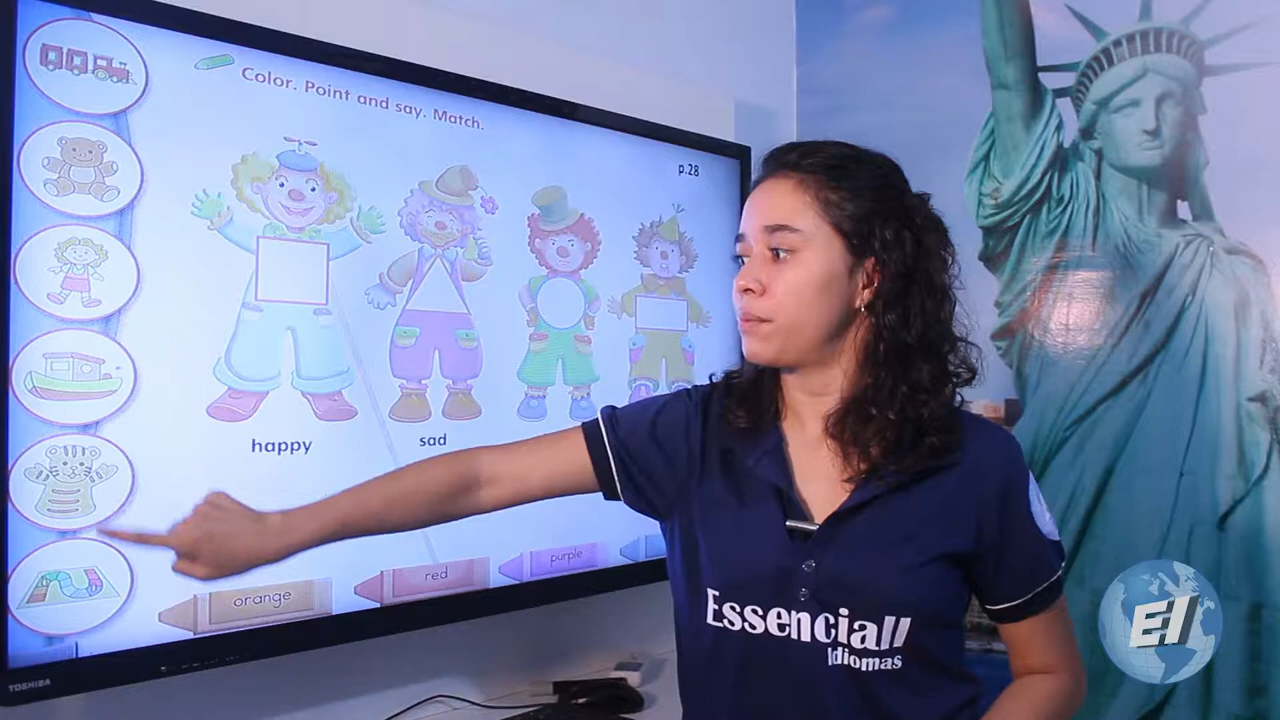 Color. Point and say. Match.
p.28
happy
sad
orange
red
purple
TOSHIBA
Essenciall
Idiomas
EI